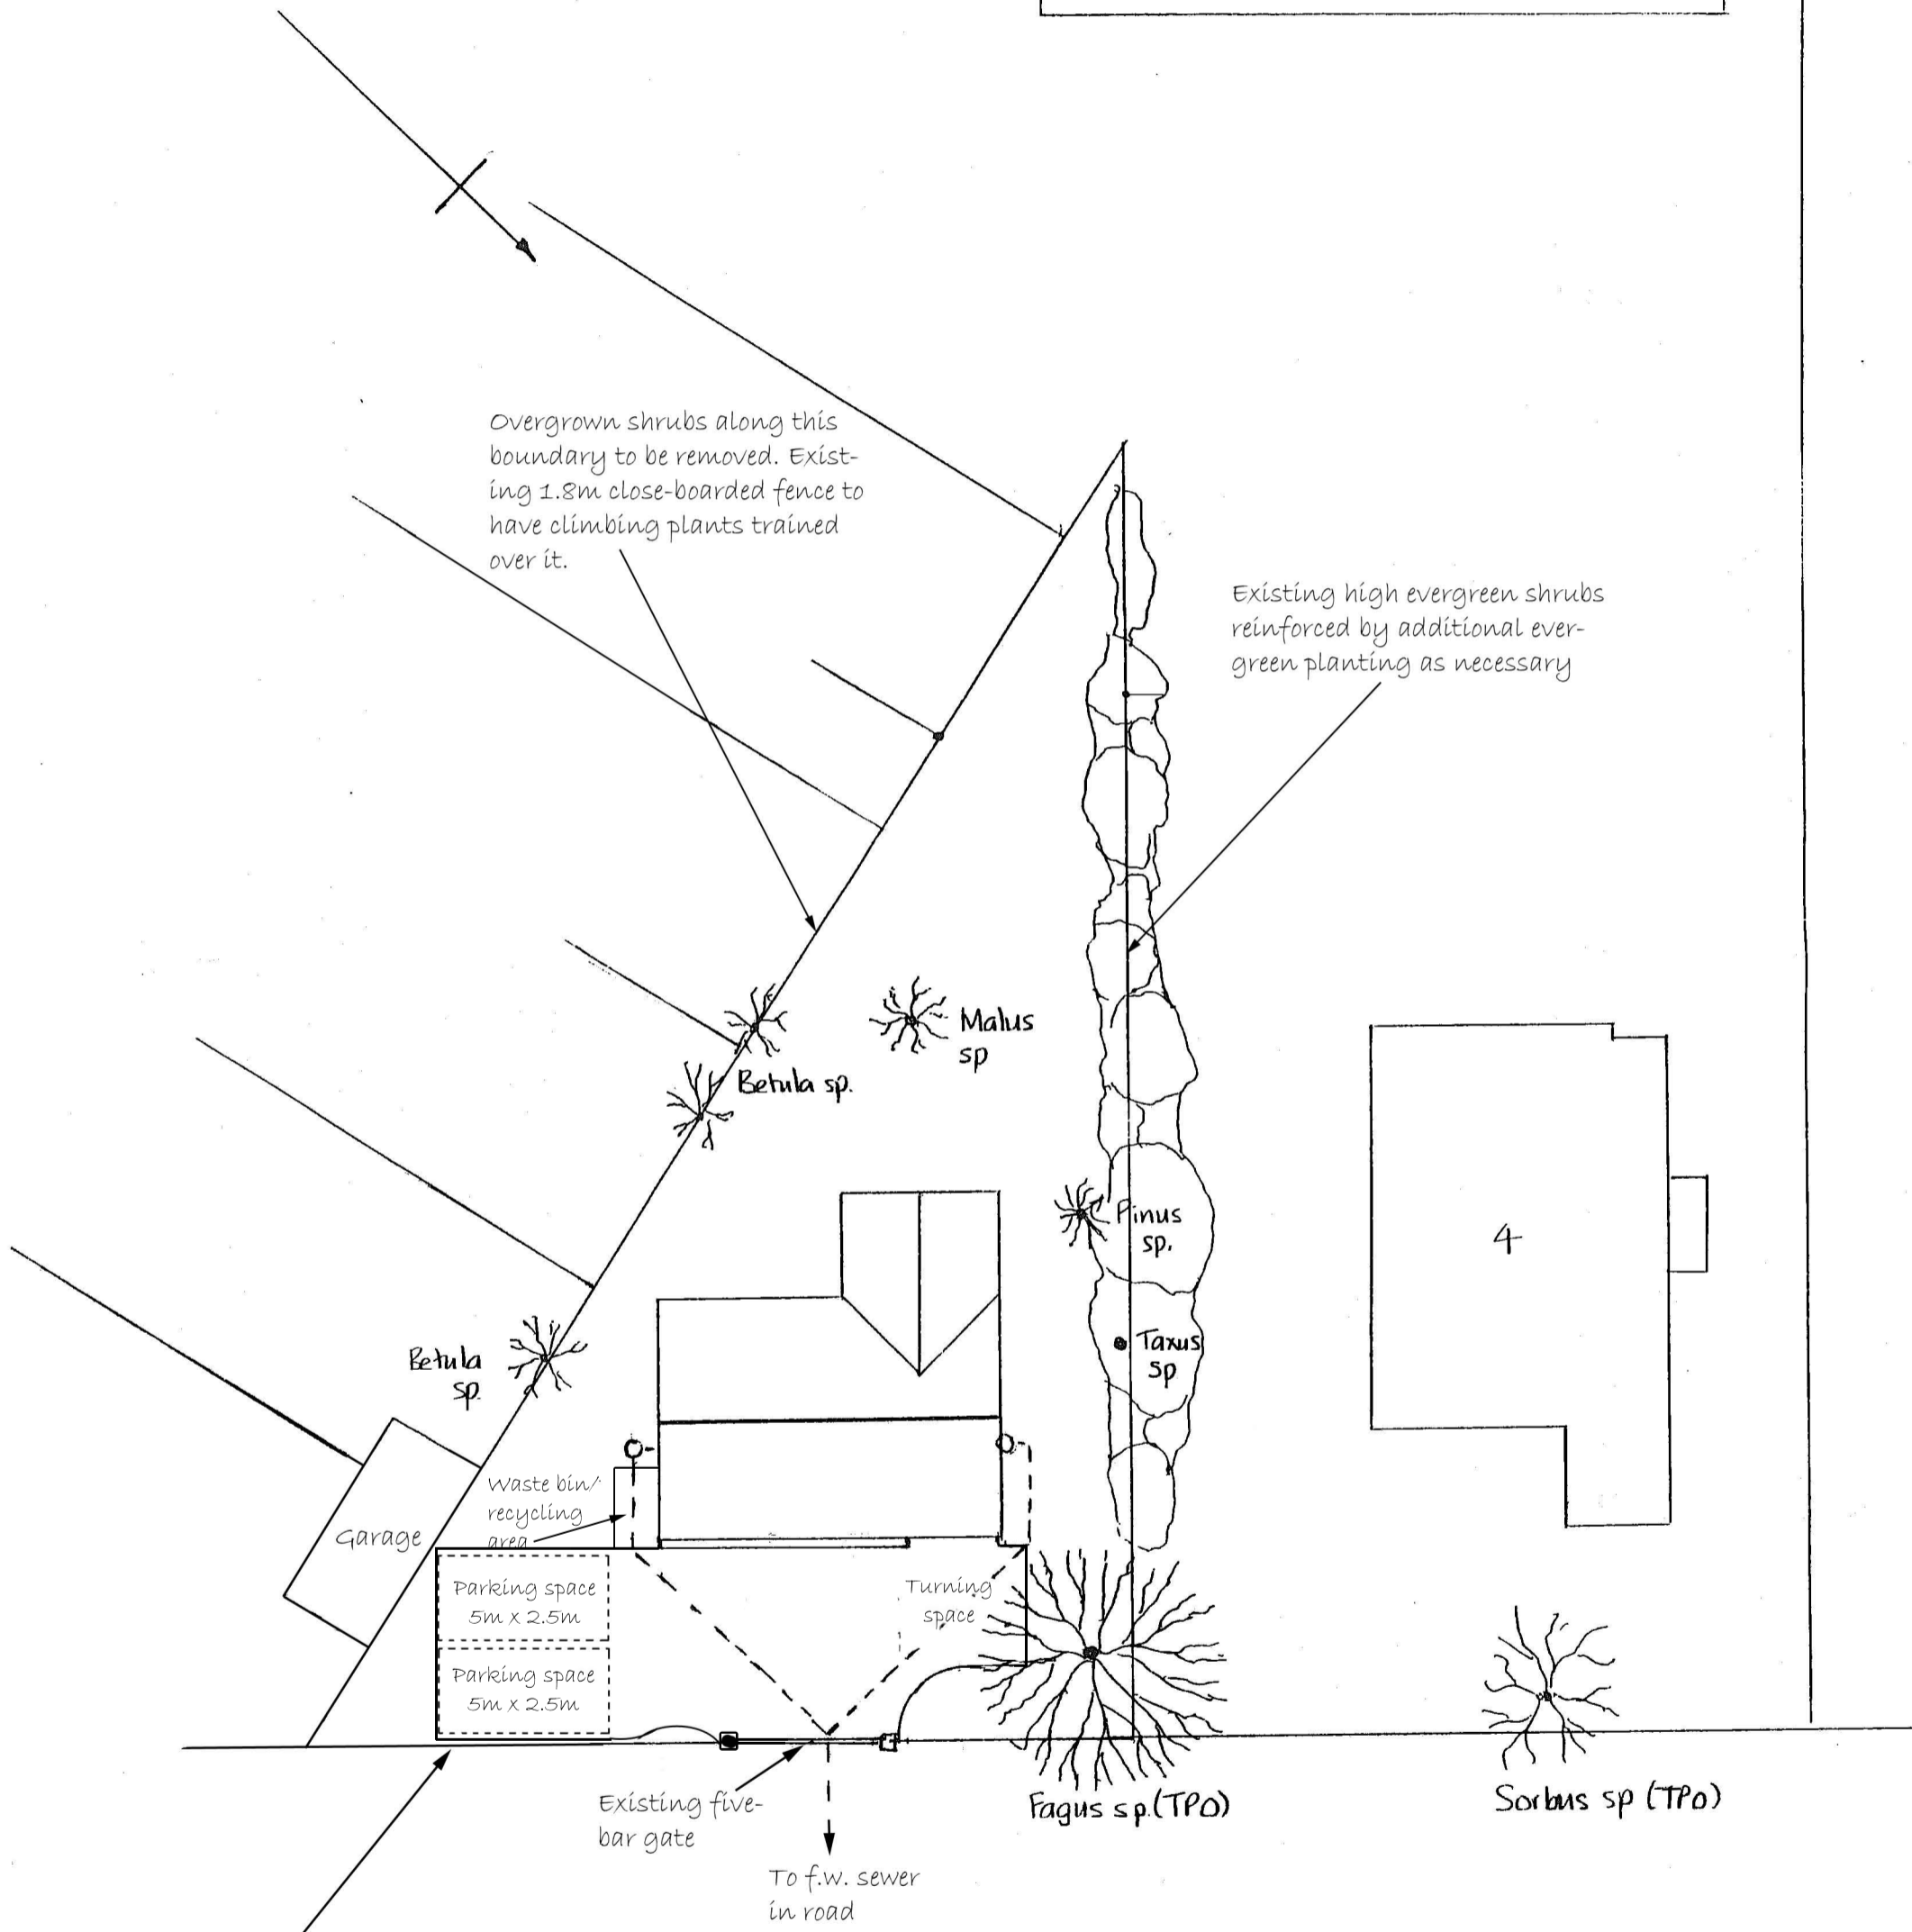 Overgrown shrubs along this
boundary to be removed. Exist-
ing 1.8m close-boarded fence to
have climbing plants trained
over it.
Existing high evergreen shrubs
reinforced by additional ever-
green planting as necessary
Malus
sp
Betula sp.
Pinus
sp.
4
Taxus
sp
Betula
sp.
Waste bin/
recycling
area
Garage
Parking space
5m x 2.5m
Turning
space
Parking space
5m x 2.5m
Existing five-
bar gate
Fagus sp.(TPO)
Sorbus sp (TPO)
To f.w. sewer
in road